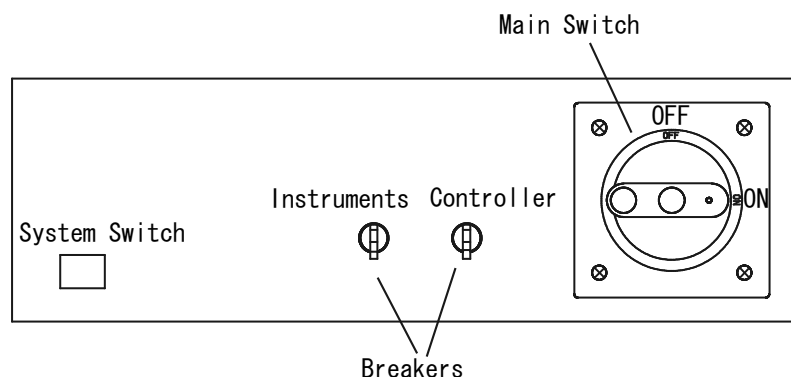 Main Switch
OFF
OFF
Instruments
Controller
ON
ON
System Switch
Breakers